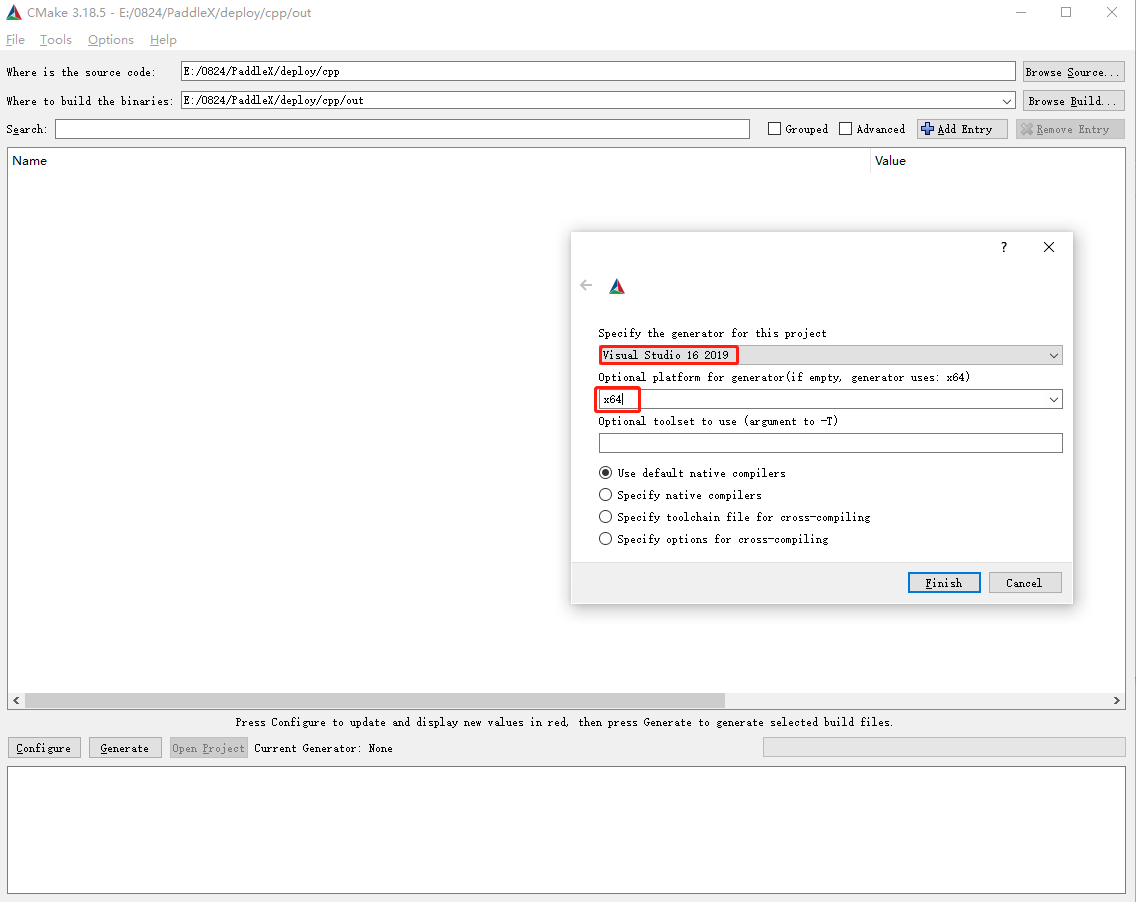 CMake 3.18.5 - E:/0824/PaddleX/deploy/cpp/out
File Tools Options Help
Where is the source code: E:/0824/PaddleX/deploy/cpp Browse Source...
Where to build the binaries: E:/0824/PaddleX/deploy/cpp/out Browse Build...
Search: Grouped Advanced Add Entry Remove Entry
Name Value
?
Specify the generator for this project
Visual Studio 16 2019
Optional platform for generator(if empty, generator uses: x64)
x64
Optional toolset to use (argument to -T)
Use default native compilers
Specify native compilers
Specify toolchain file for cross-compiling
Specify options for cross-compiling
Finish Cancel
Press Configure to update and display new values in red, then press Generate to generate selected build files.
Configure Generate Open Project Current Generator: None